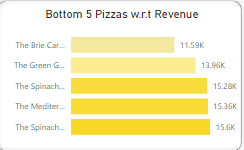 Bottom 5 Pizzas w.r.t Revenue
The Brie Car... 11.59K
The Green G... 13.96K
The Spinach... 15.28K
The Mediter... 15.36K
The Spinach... 15.6K